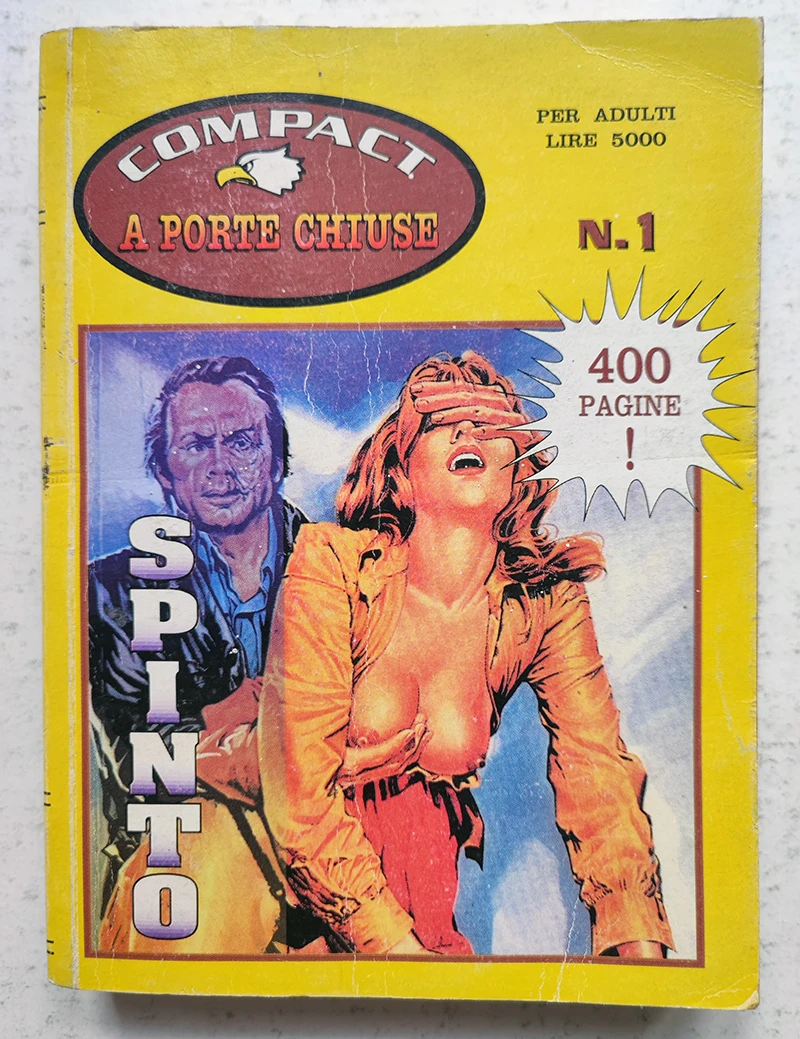 COMPACT
A PORTE CHIUSE
PER ADULTI
LIRE 5000
N.1
400
PAGINE
!
SPINTO